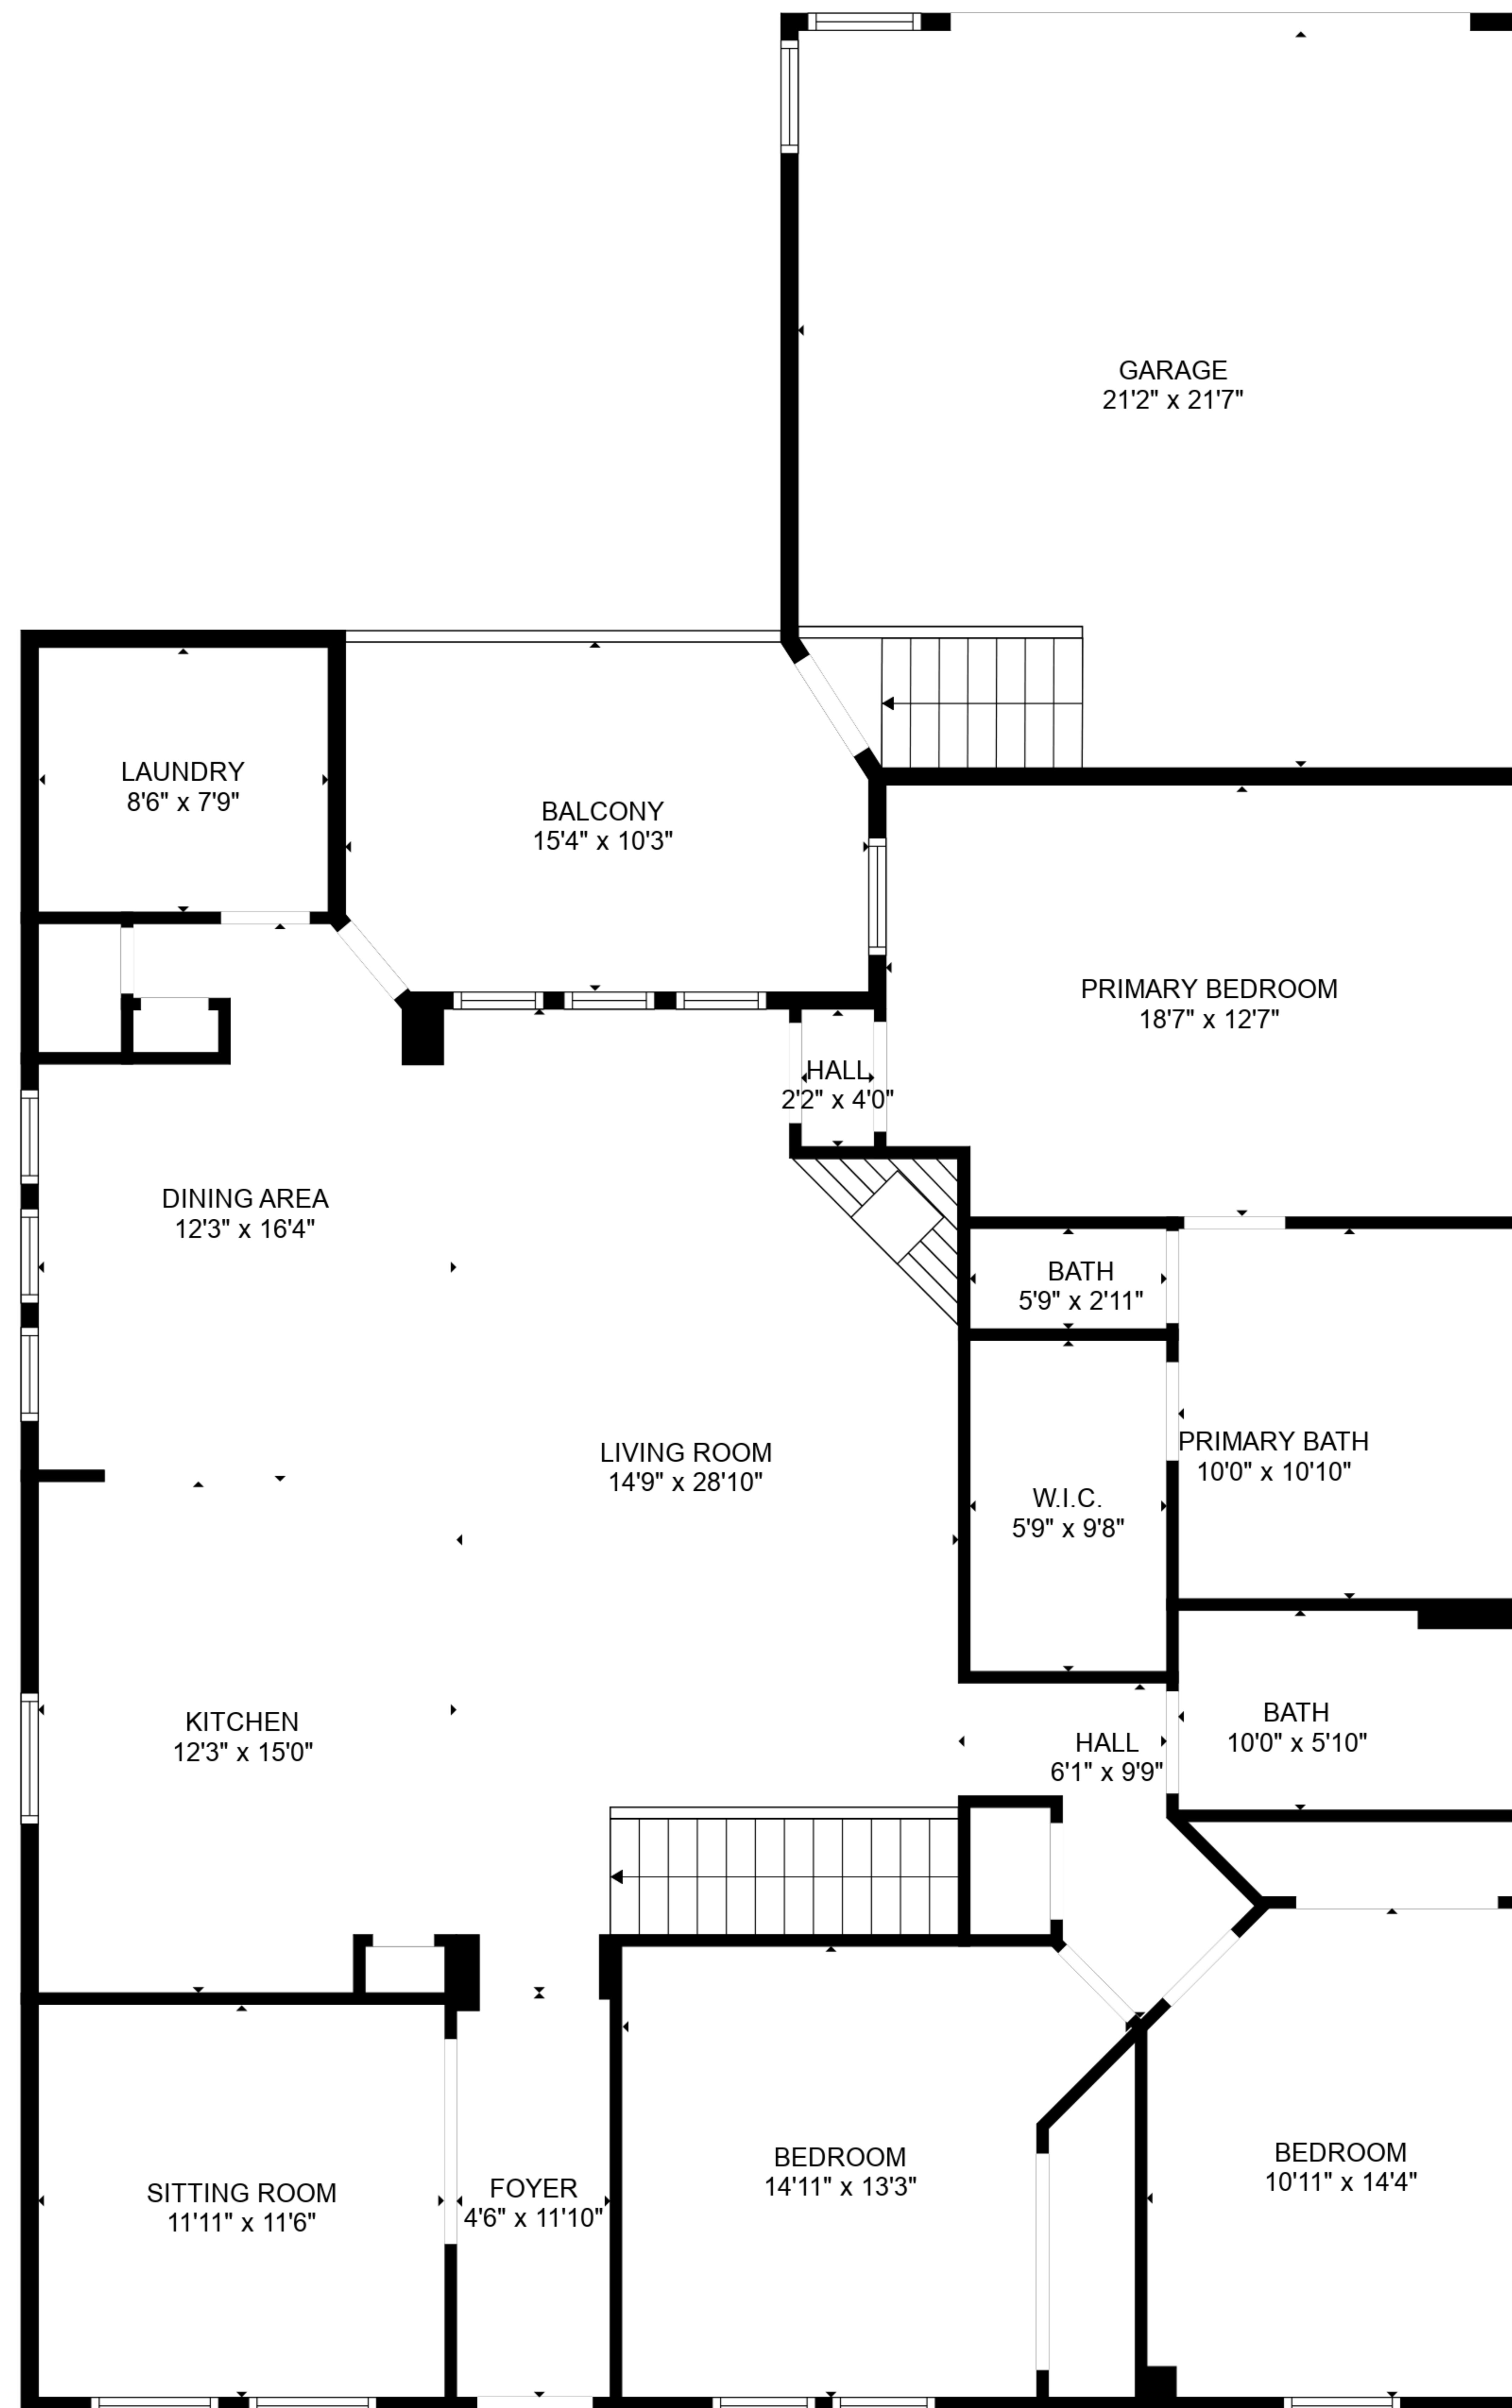 GARAGE
21'2" x 21'7"
LAUNDRY
8'6" x 7'9"
BALCONY
15'4" x 10'3"
PRIMARY BEDROOM
18'7" x 12'7"
HALL
2'2" x 4'0"
DINING AREA
12'3" x 16'4"
BATH
5'9" x 2'11"
LIVING ROOM
14'9" x 28'10"
PRIMARY BATH
10'0" x 10'10"
W.I.C.
5'9" x 9'8"
KITCHEN
12'3" x 15'0"
HALL
6'1" x 9'9"
BATH
10'0" x 5'10"
SITTING ROOM
11'11" x 11'6"
FOYER
4'6" x 11'10"
BEDROOM
14'11" x 13'3"
BEDROOM
10'11" x 14'4"